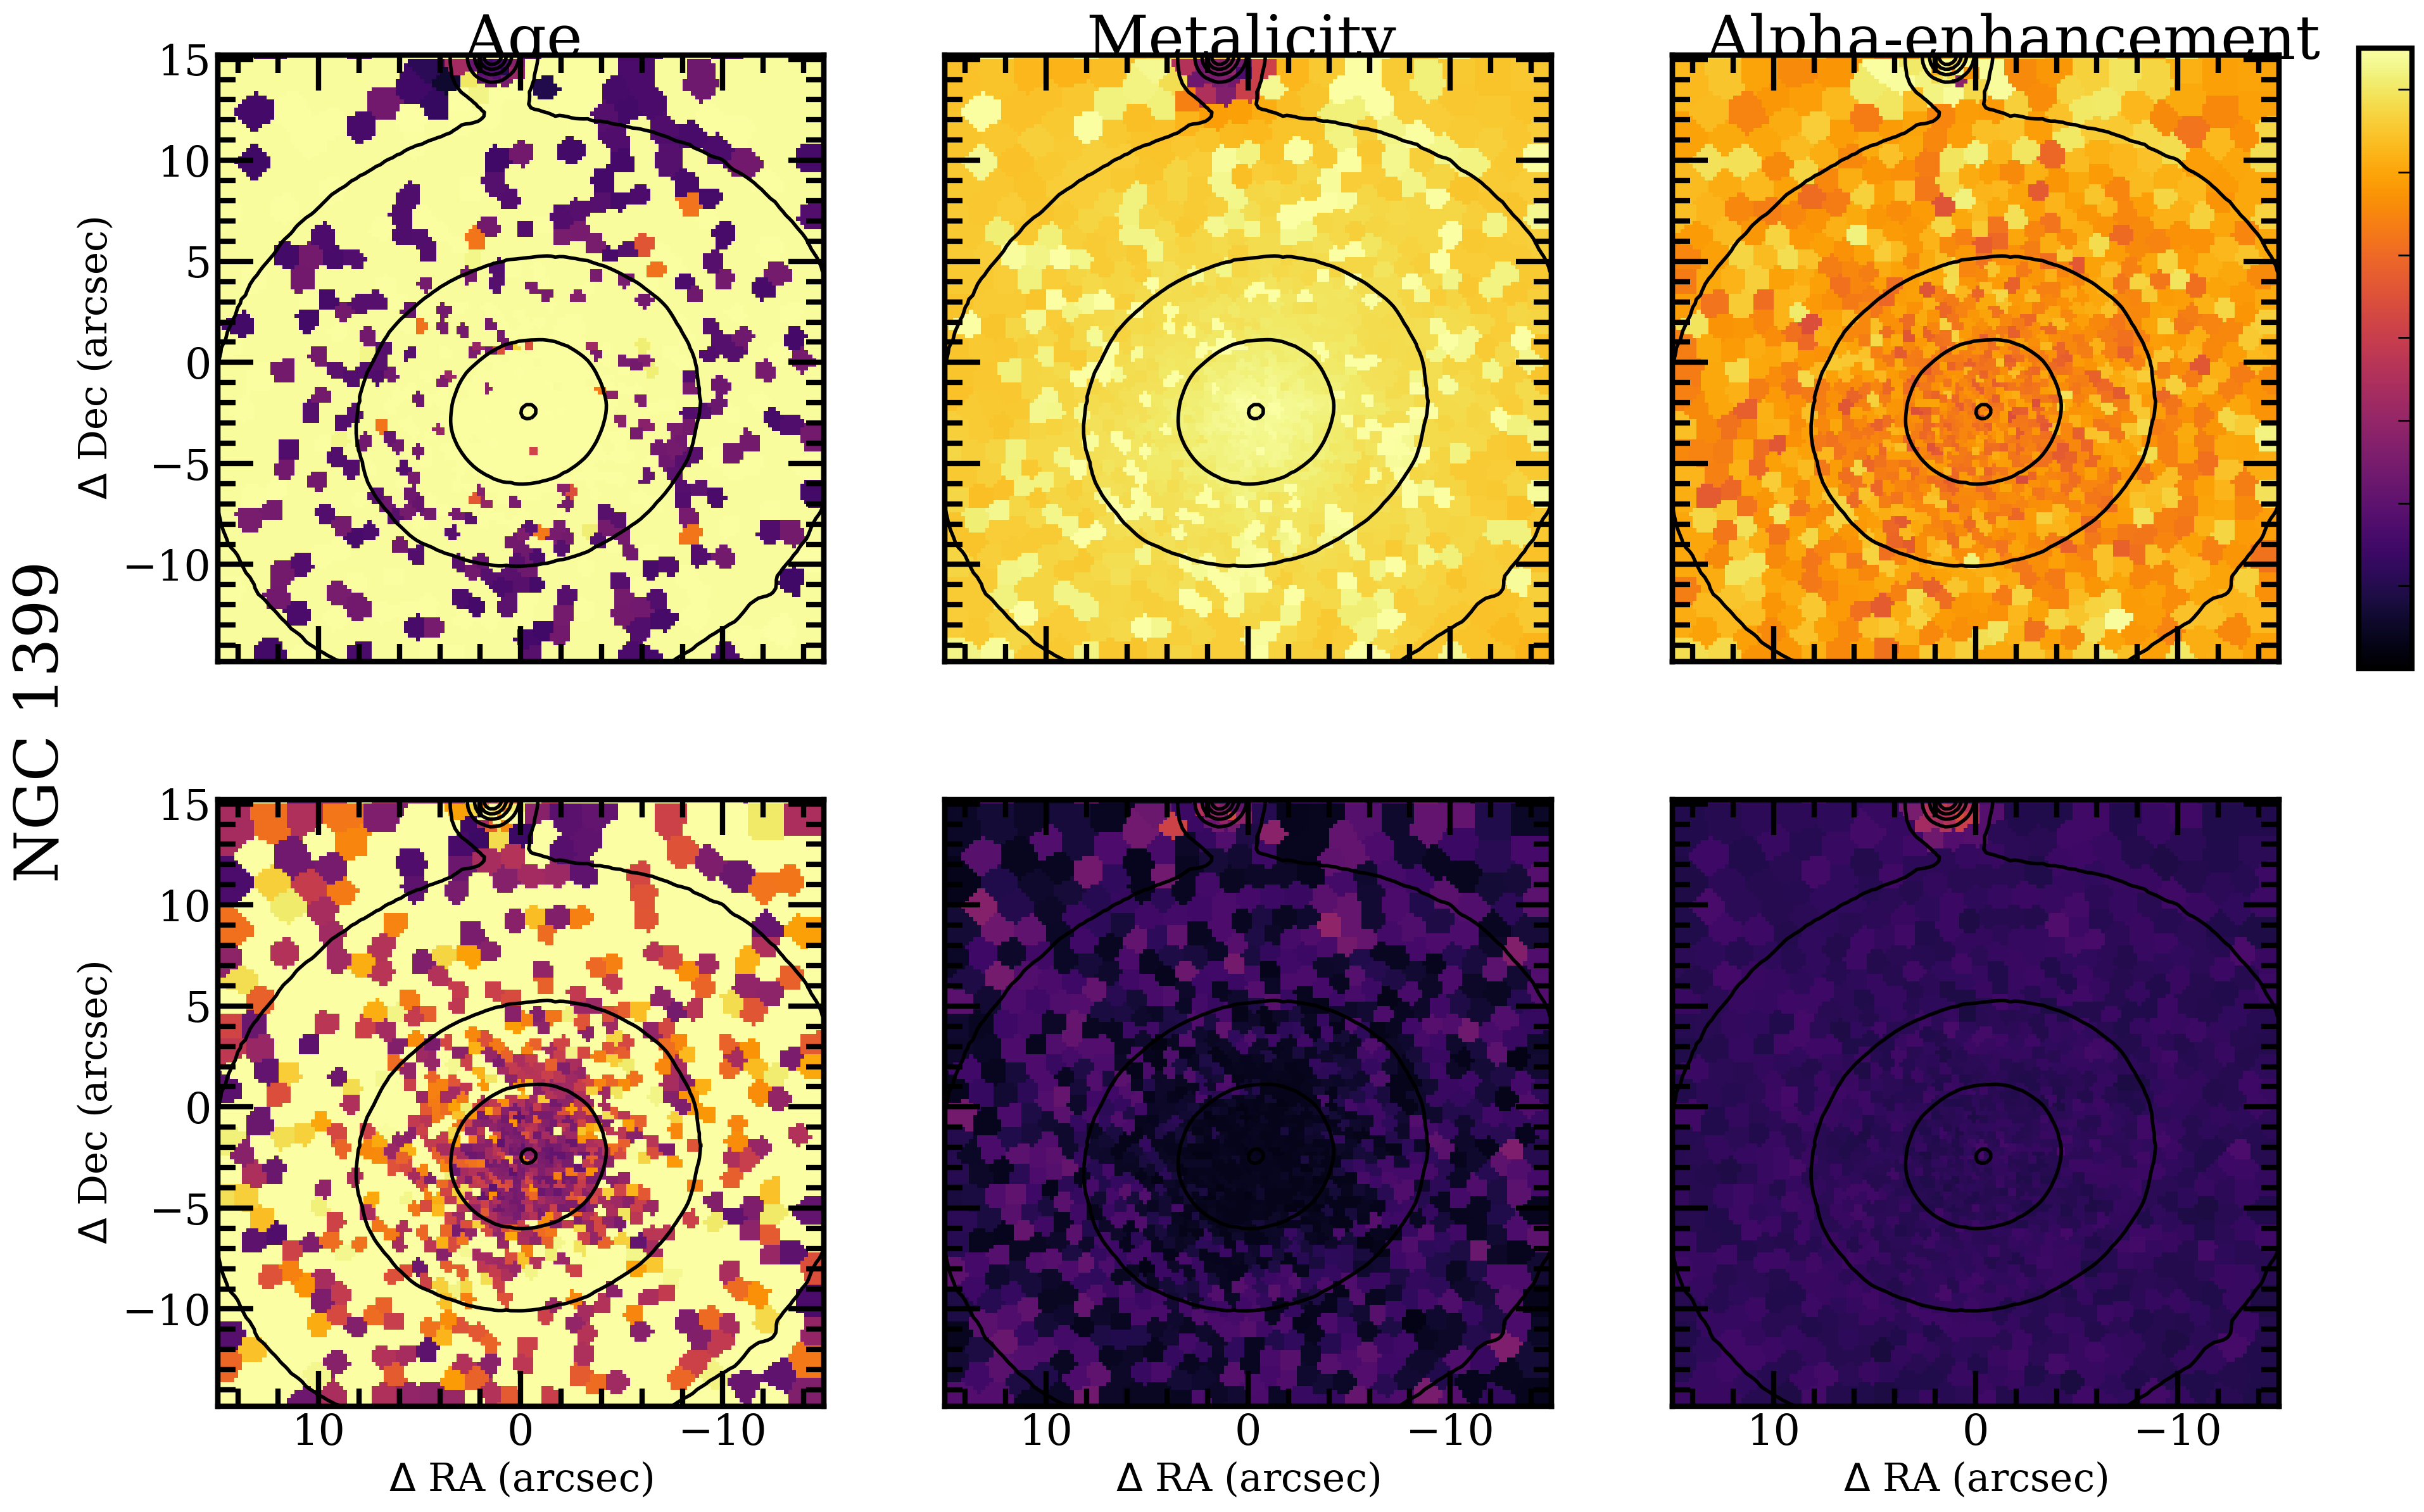 Age Metalicity Alpha-enhancement
NGC 1399
Δ Dec (arcsec)
15
10
5
0
−5
−10
Δ Dec (arcsec)
15
10
5
0
−5
−10
10 0 −10
10 0 −10
10 0 −10
Δ RA (arcsec) Δ RA (arcsec) Δ RA (arcsec)